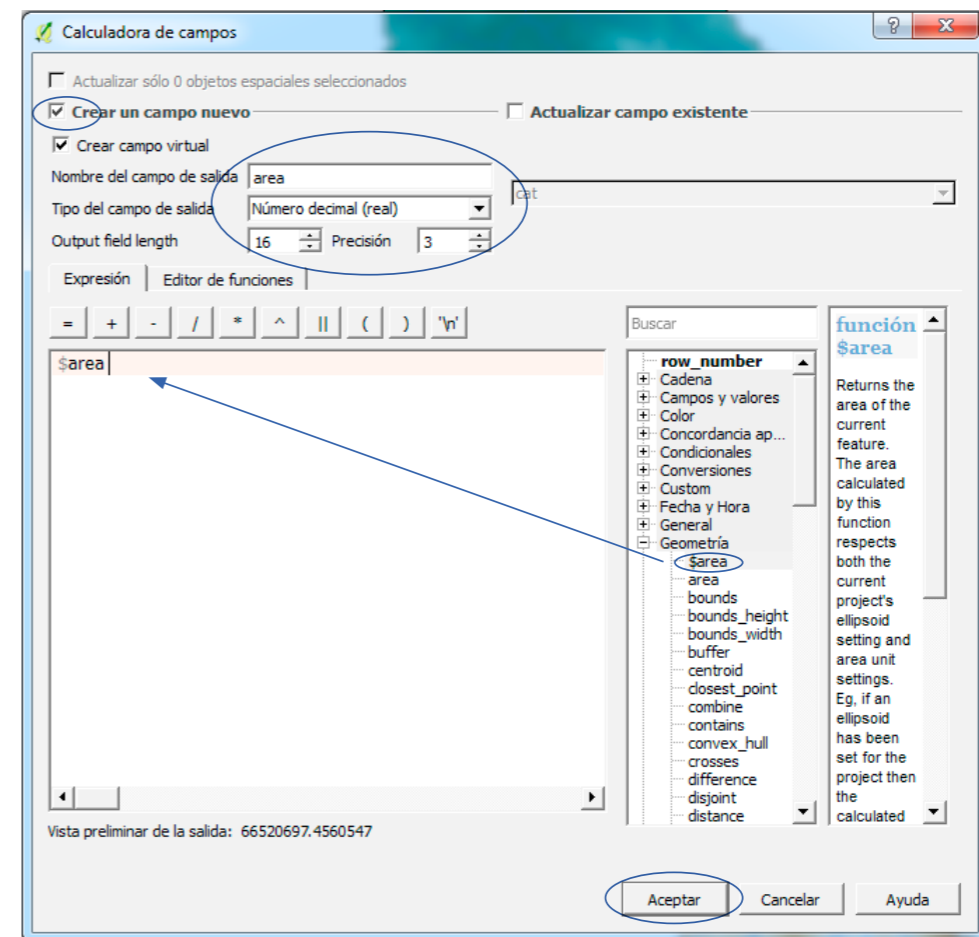 Calculadora de campos
Actualizar sólo 0 objetos espaciales seleccionados
Crear un campo nuevo
Actualizar campo existente
Crear campo virtual
Nombre del campo de salida area
cat
Tipo del campo de salida Número decimal (real)
Output field length 16 Precisión 3
Expresión Editor de funciones
= + - / * ^ || ( ) '\n'
$area
Buscar
row_number
Cadena
Campos y valores
Color
Concordancia ap...
Condicionales
Conversiones
Custom
Fecha y Hora
General
Geometría
$area
area
bounds
bounds_height
bounds_width
buffer
centroid
closest_point
combine
contains
convex_hull
crosses
difference
disjoint
distance
función
$area
Returns the
area of the
current
feature.
The area
calculated
by this
function
respects
both the
current
project's
ellipsoid
setting and
area unit
settings.
Eg, if an
ellipsoid
has been
set for the
project then
the
calculated
Vista preliminar de la salida: 66520697.4560547
Aceptar Cancelar Ayuda